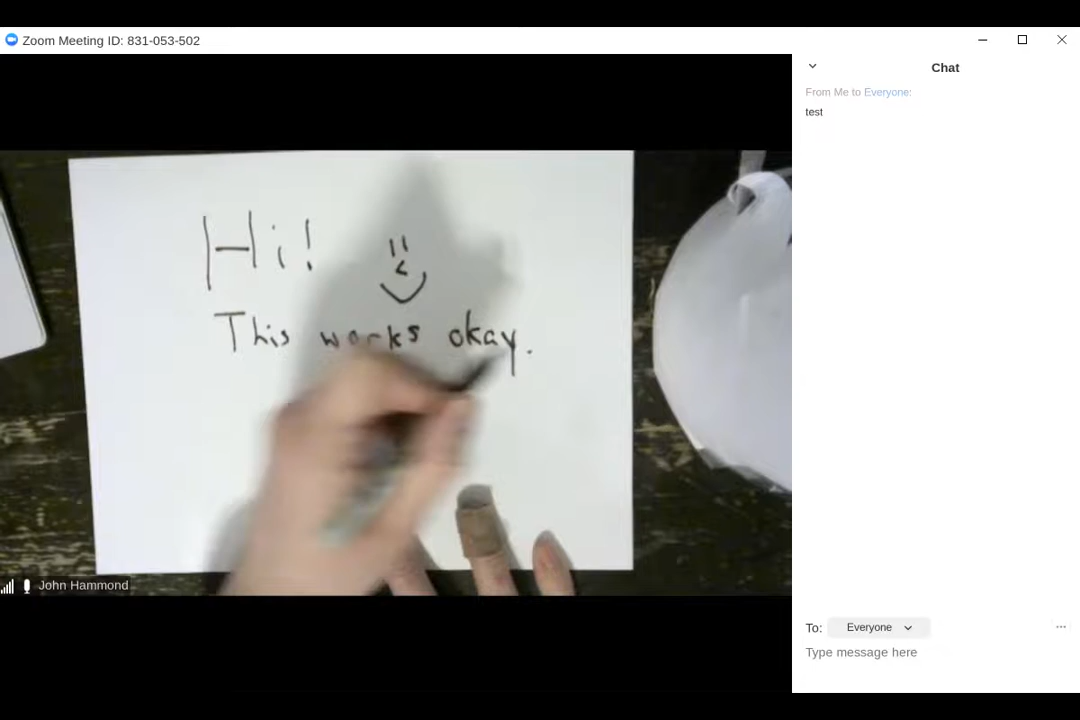 Zoom Meeting ID: 831-053-502
Chat
From Me to Everyone:
test
Hi!
This works okay.
John Hammond
To: Everyone
Type message here